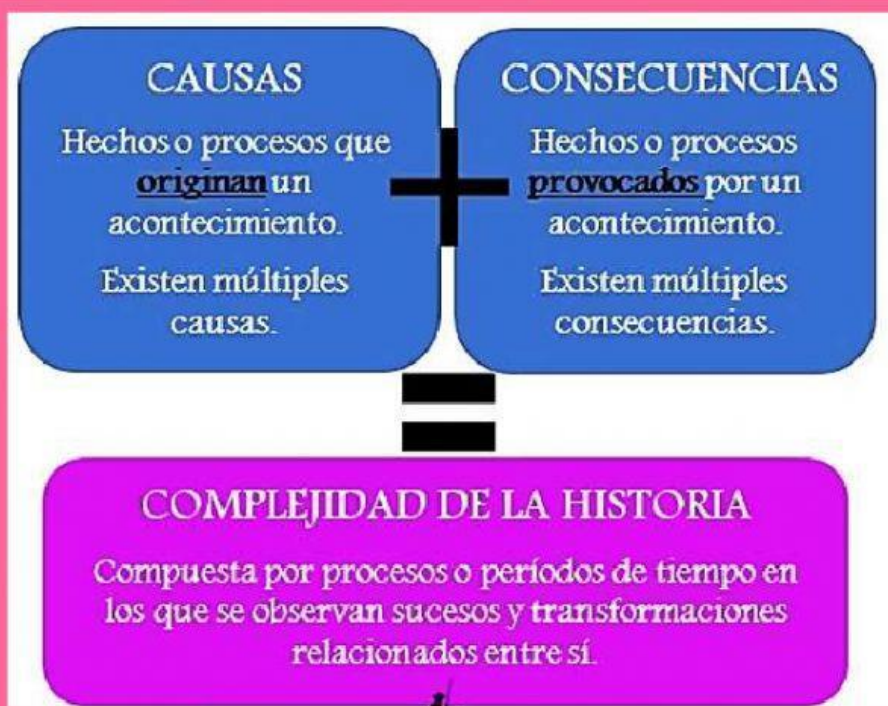 CAUSAS
Hechos o procesos que
originan un
acontecimiento.
Existen múltiples
causas.
CONSECUENCIAS
Hechos o procesos
provocados por un
acontecimiento.
Existen múltiples
consecuencias.
COMPLEJIDAD DE LA HISTORIA
Compuesta por procesos o períodos de tiempo en
los que se observan sucesos y transformaciones
relacionados entre sí.